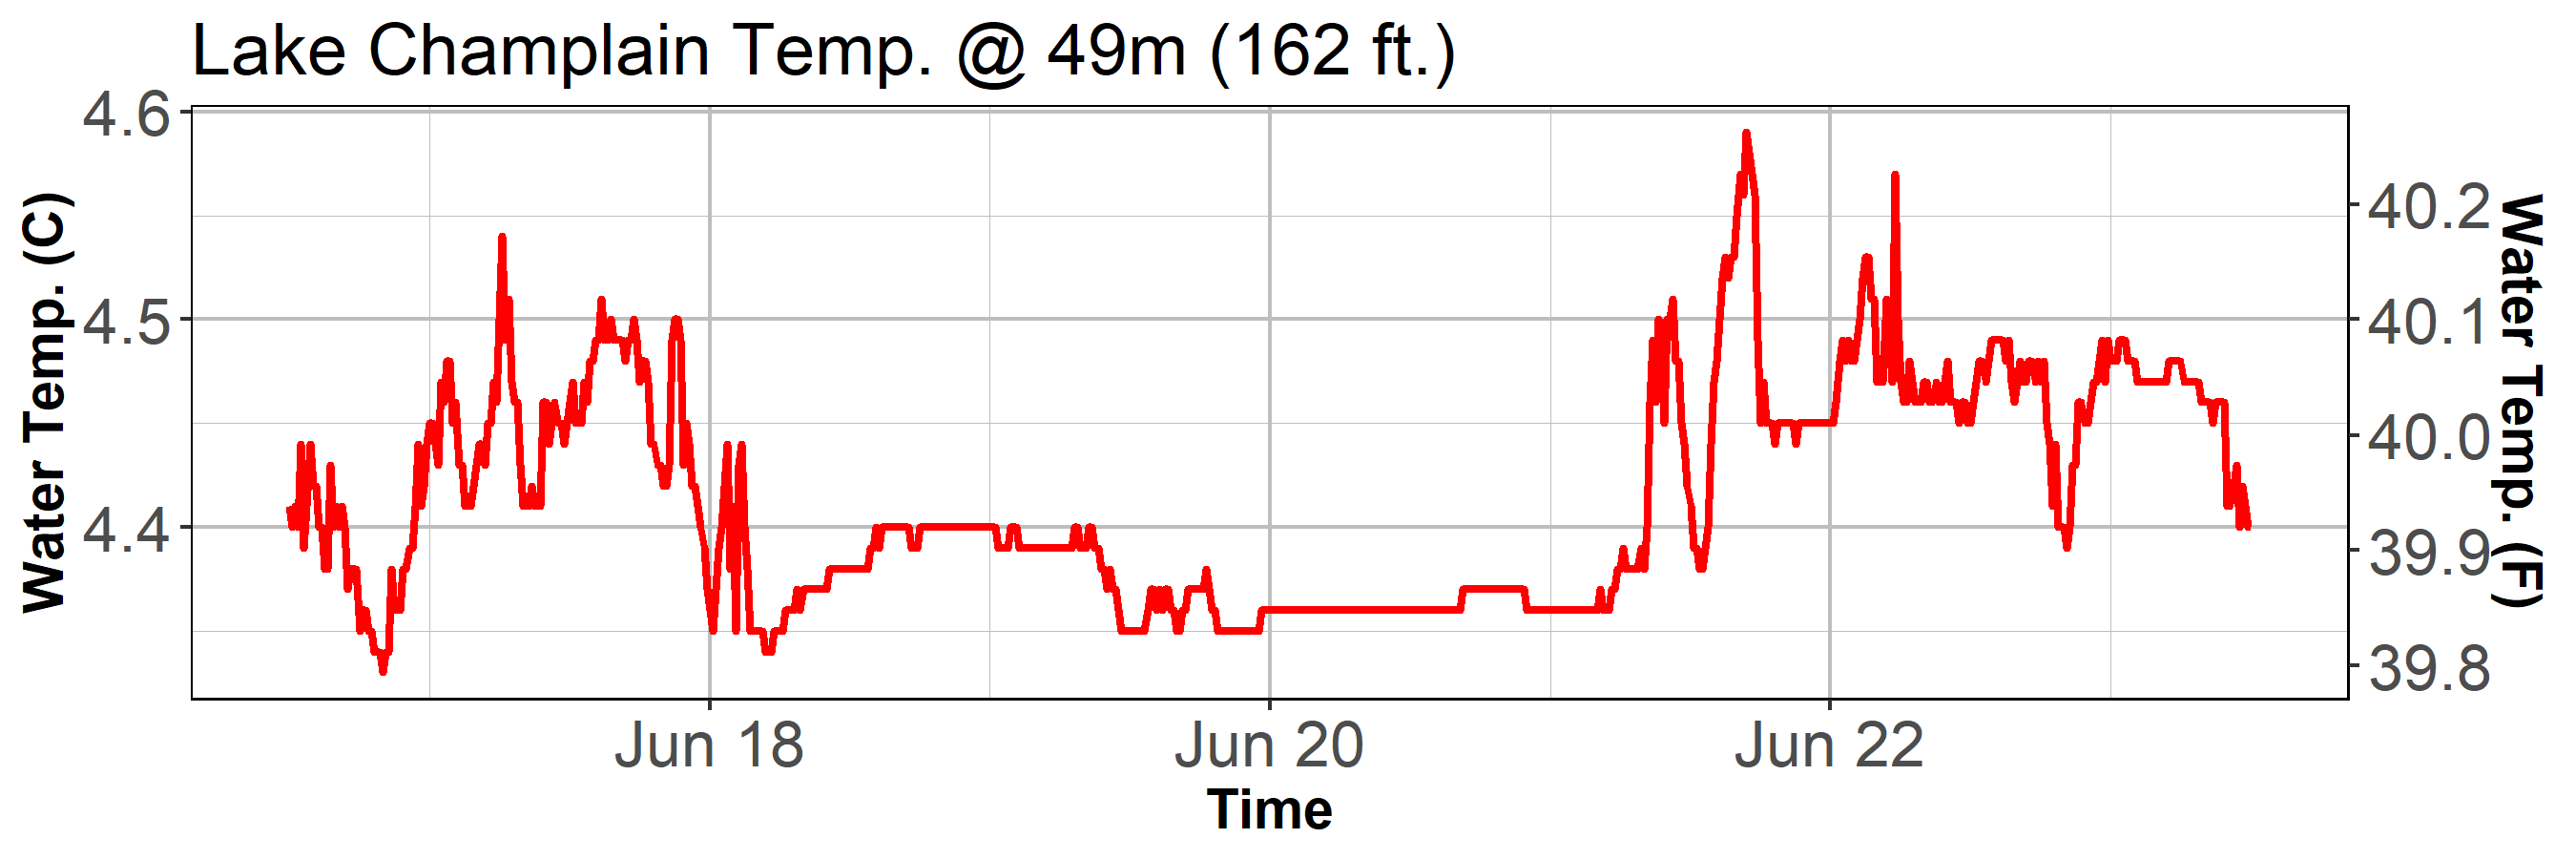 Lake Champlain Temp. @ 49m (162 ft.)
Water Temp. (C)
4.6
4.5
4.4
40.2
40.1
40.0
39.9
39.8
Water Temp. (F)
Jun 18
Jun 20
Jun 22
Time